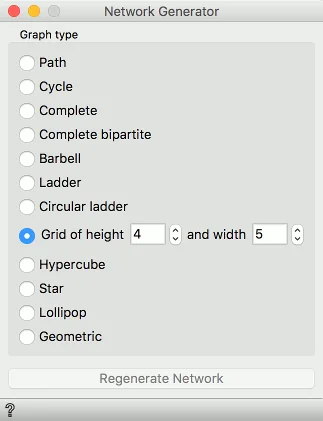 Network Generator
Graph type
Path
Cycle
Complete
Complete bipartite
Barbell
Ladder
Circular ladder
Grid of height 4 and width 5
Hypercube
Star
Lollipop
Geometric
Regenerate Network
?